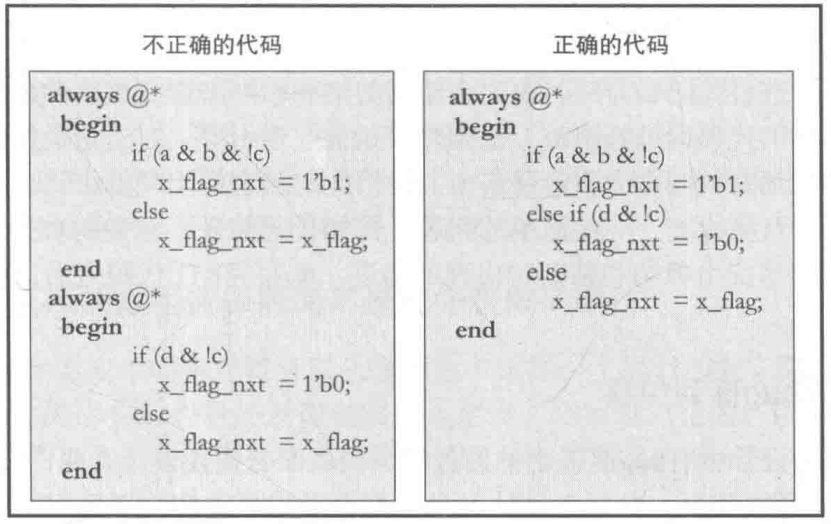 不正确的代码
always @*
begin
if (a & b & !c)
x_flag_nxt = 1’b1;
else
x_flag_nxt = x_flag;
end
always @*
begin
if (d & !c)
x_flag_nxt = 1’b0;
else
x_flag_nxt = x_flag;
end
正确的代码
always @*
begin
if (a & b & !c)
x_flag_nxt = 1’b1;
else if (d & !c)
x_flag_nxt = 1’b0;
else
x_flag_nxt = x_flag;
end